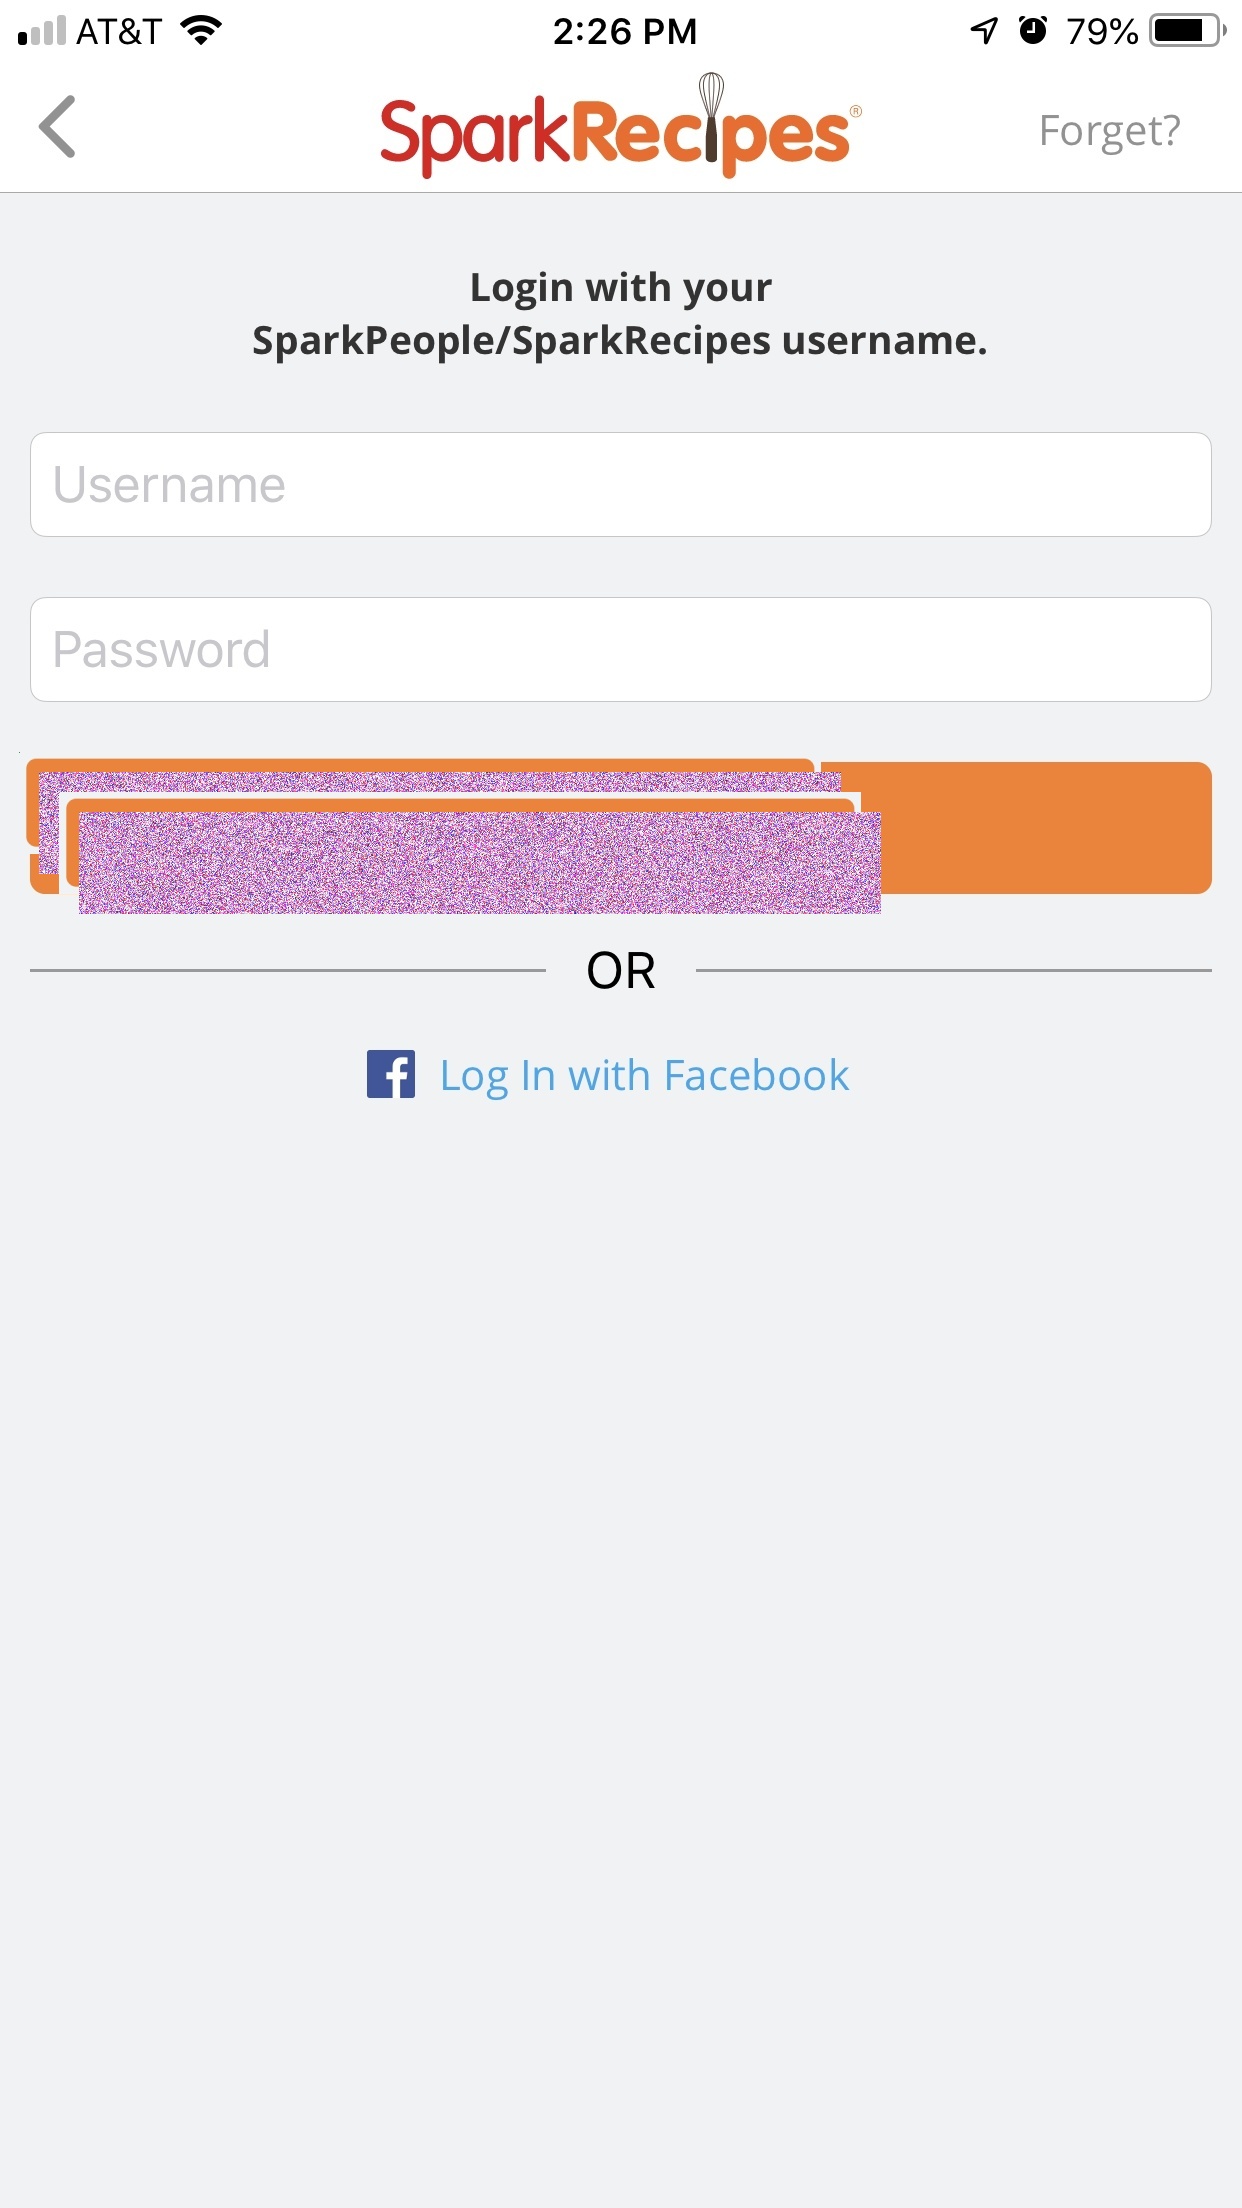 AT&T 2:26 PM 79%
SparkRecipes® Forget?
Login with your
SparkPeople/SparkRecipes username.
Username
Password
OR
Log In with Facebook